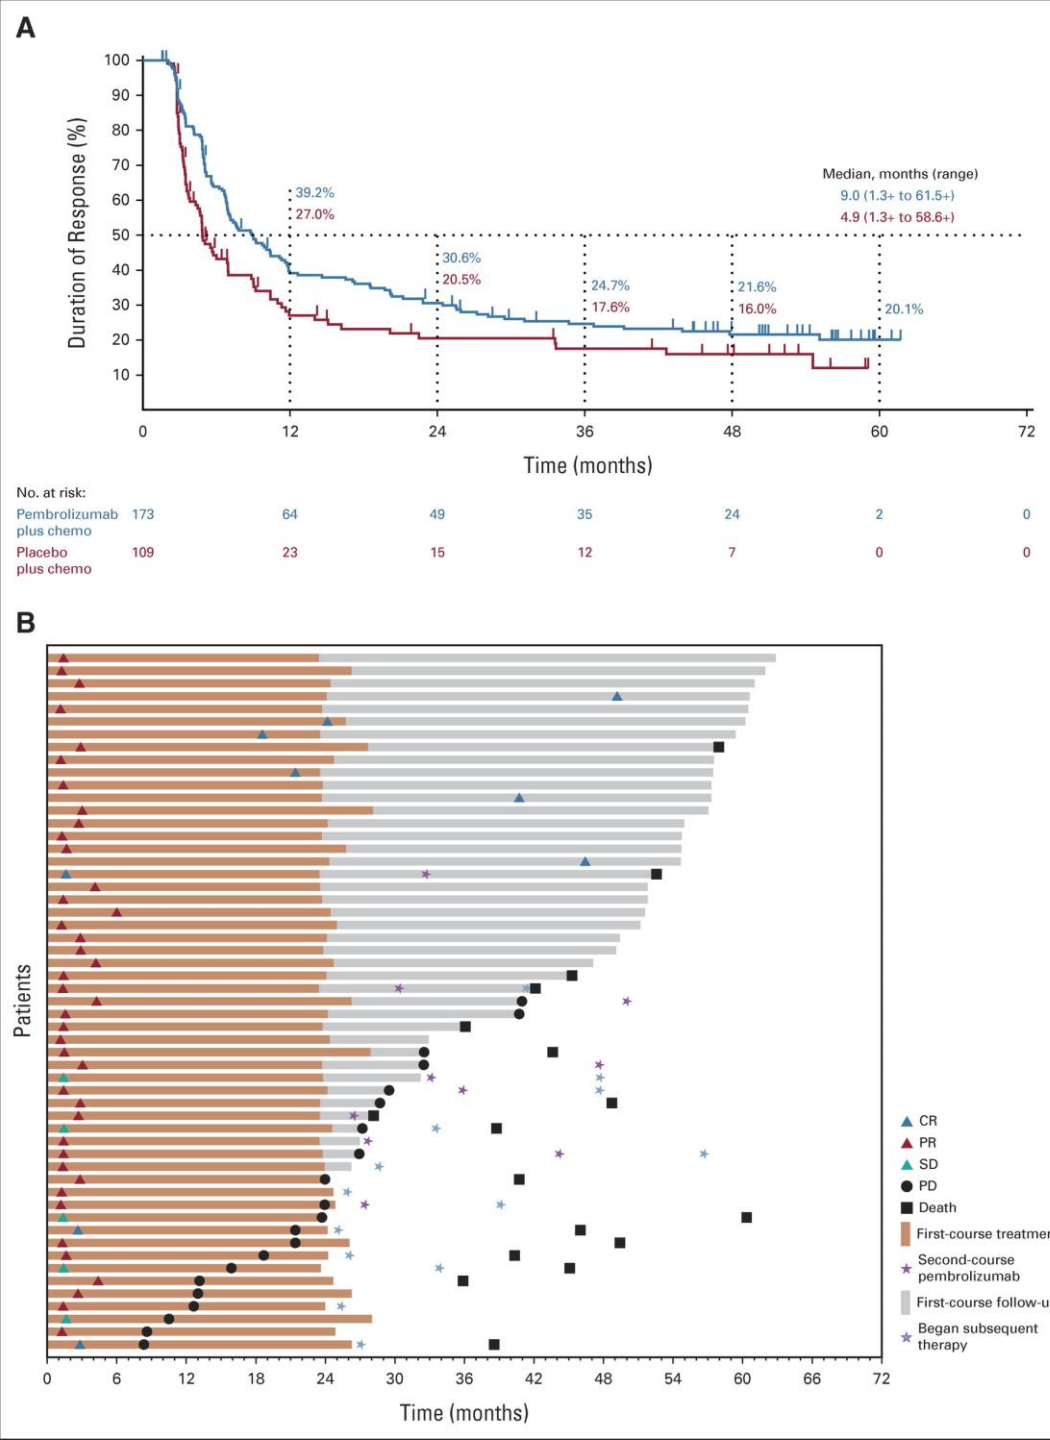 A
100
90
80
70
60
50
40
30
20
10
Duration of Response (%)
39.2%
27.0%
30.6%
20.5%
24.7%
17.6%
21.6%
16.0%
20.1%
Median, months (range)
9.0 (1.3+ to 61.5+)
4.9 (1.3+ to 58.6+)
0 12 24 36 48 60 72
Time (months)
No. at risk:
Pembrolizumab 173 64 49 35 24 2 0
plus chemo
Placebo 109 23 15 12 7 0 0
plus chemo
B
Patients
CR
PR
SD
PD
Death
First-course treatmen
Second-course
pembrolizumab
First-course follow-u
Began subsequent
therapy
0 6 12 18 24 30 36 42 48 54 60 66 72
Time (months)